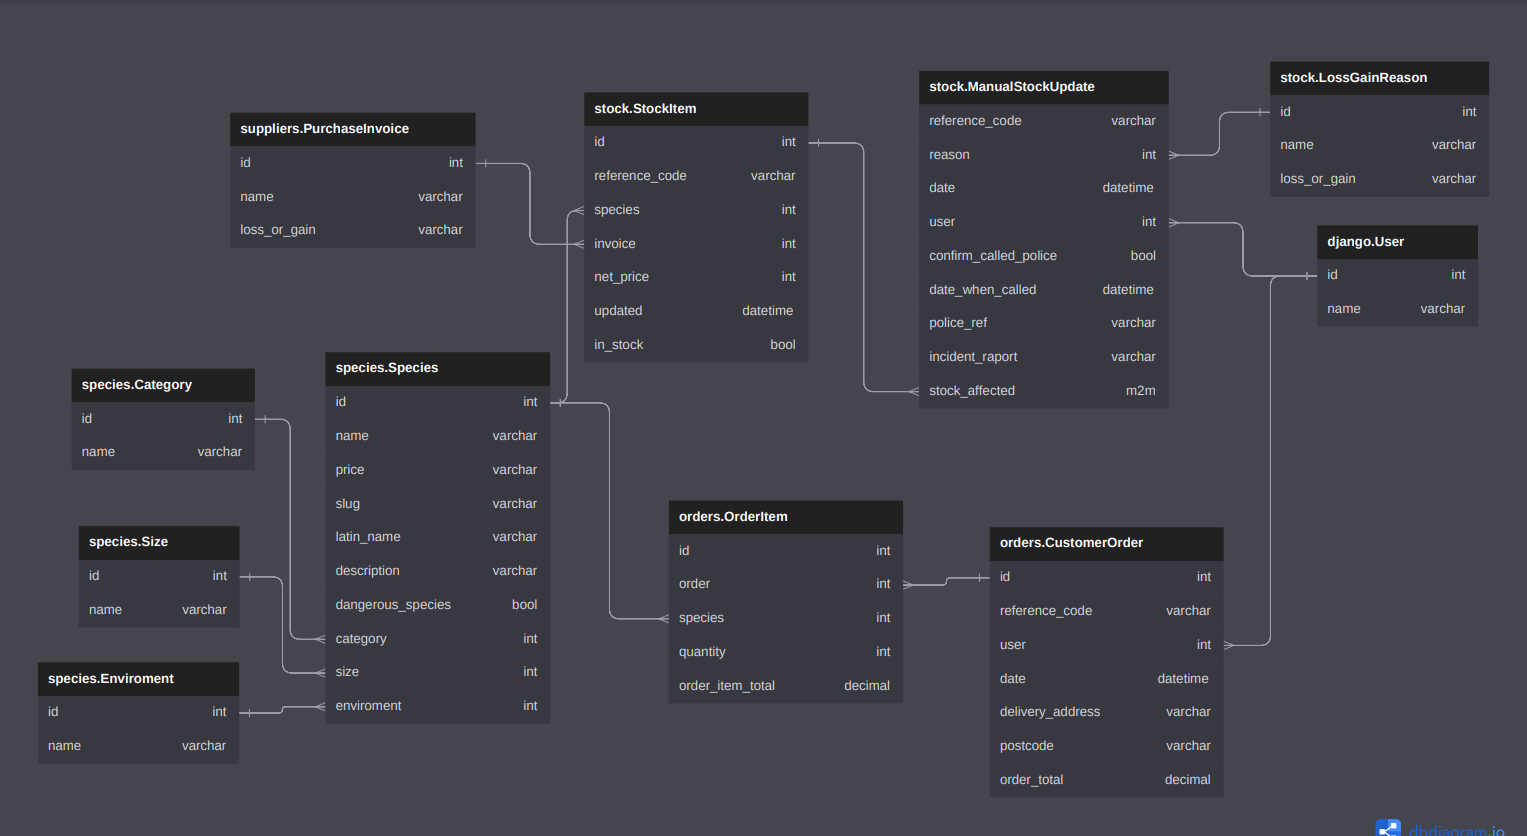 suppliers.PurchaseInvoice
id int
name varchar
loss_or_gain varchar
stock.StockItem
id int
reference_code varchar
species int
invoice int
net_price int
updated datetime
in_stock bool
stock.ManualStockUpdate
reference_code varchar
reason int
date datetime
user int
confirm_called_police bool
date_when_called datetime
police_ref varchar
incident_raport varchar
stock_affected m2m
stock.LossGainReason
id int
name varchar
loss_or_gain varchar
django.User
id int
name varchar
species.Category
id int
name varchar
species.Size
id int
name varchar
species.Enviroment
id int
name varchar
species.Species
id int
name varchar
price varchar
slug varchar
latin_name varchar
description varchar
dangerous_species bool
category int
size int
enviroment int
orders.OrderItem
id int
order int
species int
quantity int
order_item_total decimal
orders.CustomerOrder
id int
reference_code varchar
user int
date datetime
delivery_address varchar
postcode varchar
order_total decimal
dbdiagram.io